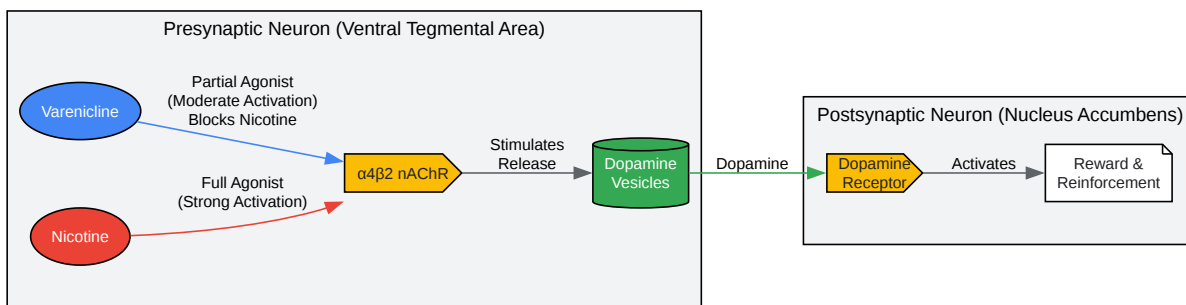 Presynaptic Neuron (Ventral Tegmental Area)
Varenicline
Partial Agonist
(Moderate Activation)
Blocks Nicotine
Nicotine
Full Agonist
(Strong Activation)
α4β2 nAChR
Stimulates
Release
Dopamine
Vesicles
Dopamine
Postsynaptic Neuron (Nucleus Accumbens)
Dopamine
Receptor
Activates
Reward &
Reinforcement